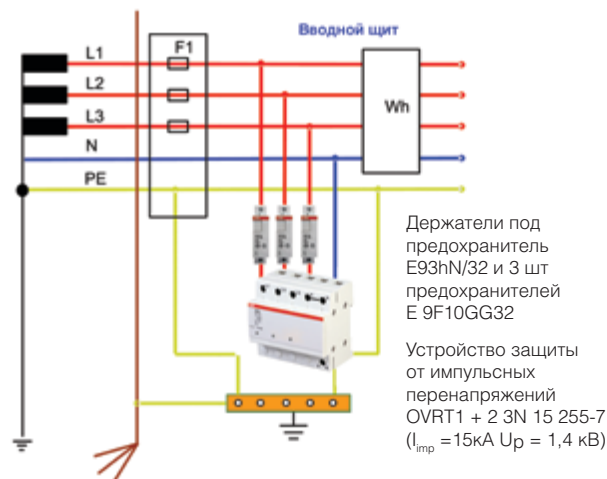 Вводной щит
F1
L1
L2
L3
N
PE
Wh
Держатели под
предохранитель
E93hN/32 и 3 шт
предохранителей
E 9F10GG32
Устройство защиты
от импульсных
перенапряжений
OVRT1 + 2 3N 15 255-7
(Iimp =15кА Up = 1,4 кВ)